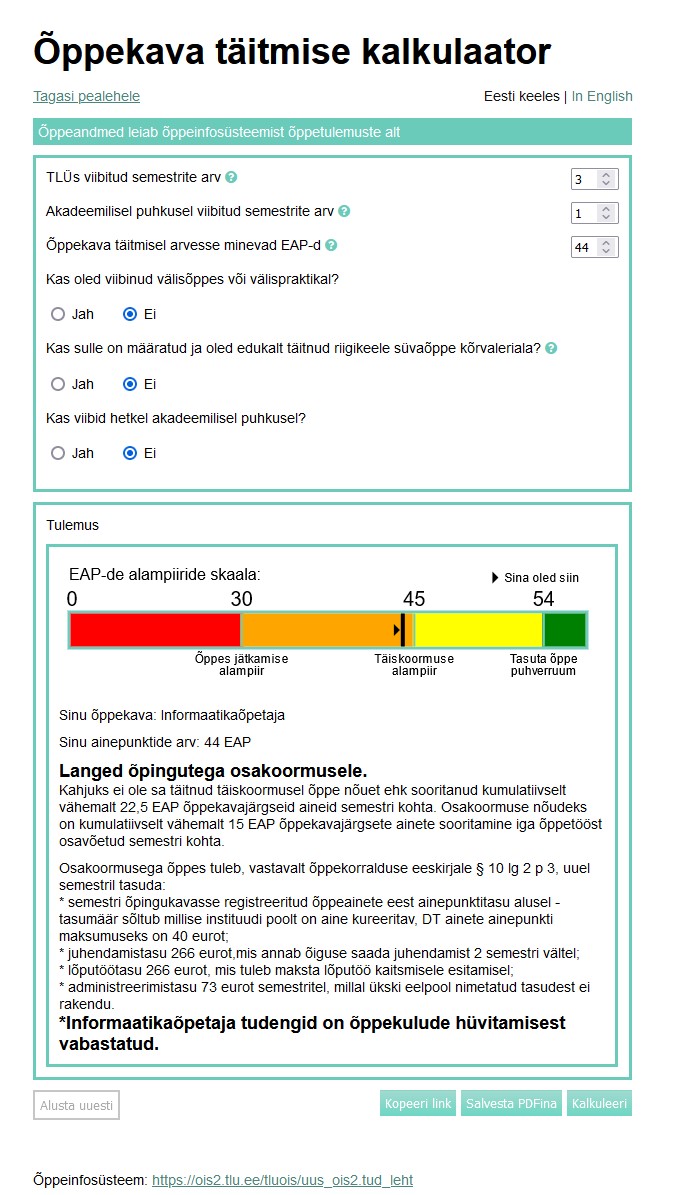 Õppekava täitmise kalkulaator
Tagasi pealehele
Eesti keeles | In English
Õppeandmed leiab õppeinfosüsteemist õppetulemuste alt
TLÜs viibitud semestrite arv ?
3
Akadeemilisel puhkusel viibitud semestrite arv ?
1
Õppekava täitmisel arvesse minevad EAP-d ?
44
Kas oled viibinud välisõppes või välispraktikal?
Jah Ei
Kas sulle on määratud ja oled edukalt täitnud riigikeele süvaõppe kõrvaleriala? ?
Jah Ei
Kas viibid hetkel akadeemilisel puhkusel?
Jah Ei
Tulemus
EAP-de alampiiride skaala:
Sina oled siin
0 30 45 54
Õppes jätkamise
alampiir
Täiskoormuse
alampiir
Tasuta õppe
puhverruum
Sinu õppekava: Informaatikaõpetaja
Sinu ainepunktide arv: 44 EAP
Langed õpingutega osakoormusele.
Kahjuks ei ole sa täitnud täiskoormusel õppe nõuet ehk sooritanud kumulatiivselt
vähemalt 22,5 EAP õppekavajärgseid aineid semestri kohta. Osakoormuse nõudeks
on kumulatiivselt vähemalt 15 EAP õppekavajärgsete ainete sooritamine iga õppetööst
osavõetud semestri kohta.
Osakoormusega õppes tuleb, vastavalt õppekorralduse eeskirjale § 10 lg 2 p 3, uuel
semestril tasuda:
* semestri õpingukavasse registreeritud õppeainete eest ainepunktitasu alusel -
tasumäär sõltub millise instituudi poolt on aine kureeritav, DT ainete ainepunkti
maksumuseks on 40 eurot;
* juhendamistasu 266 eurot,mis annab õiguse saada juhendamist 2 semestri vältel;
* lõputöötasu 266 eurot, mis tuleb maksta lõputöö kaitsmisele esitamisel;
* administreerimistasu 73 eurot semestritel, millal ükski eelpool nimetatud tasudest ei
rakendu.
*Informaatikaõpetaja tudengid on õppekulude hüvitamisest
vabastatud.
Alusta uuesti
Kopeeri link
Salvesta PDFina
Kalkuleeri
Õppeinfosüsteem: https://ois2.tlu.ee/tluois/uus_ois2.tud_leht